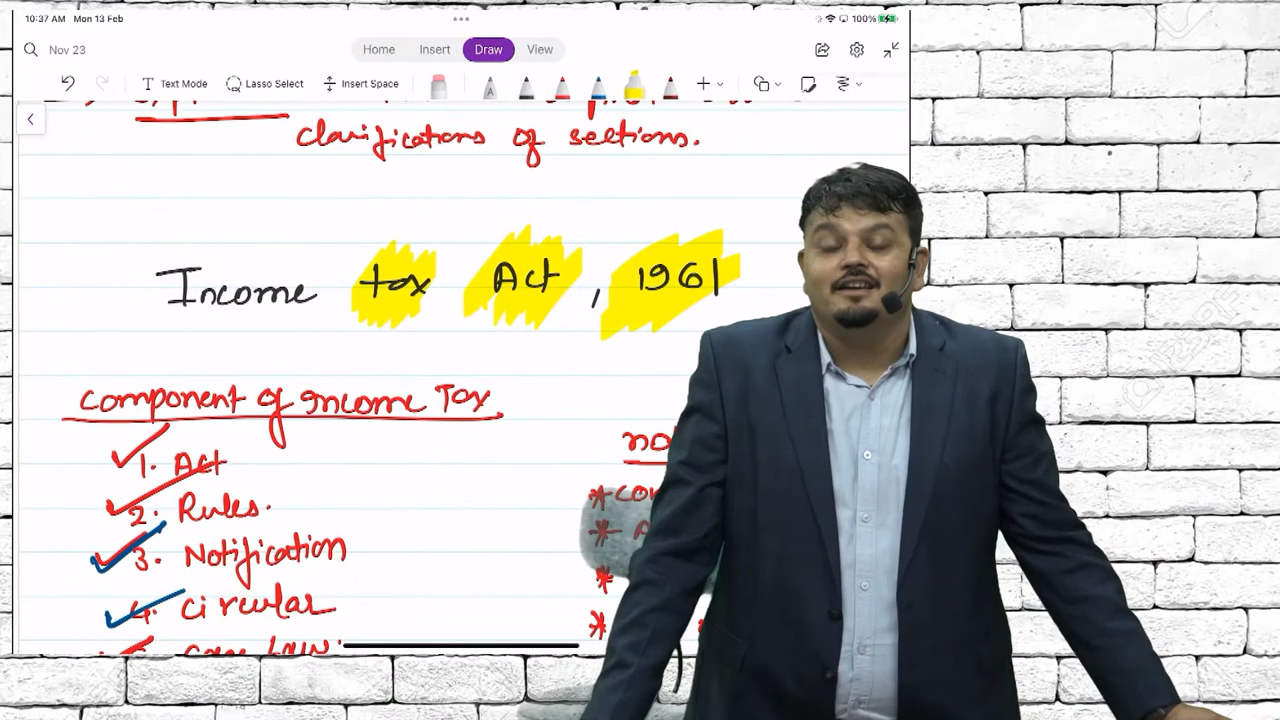 10:37 AM Mon 13 Feb
100%
Nov 23
Home Insert Draw View
Text Mode Lasso Select Insert Space
clarifications of sections.
Income tax Act, 1961
Component of Income Tax
1. Act
2. Rules.
3. Notification
4. Circular